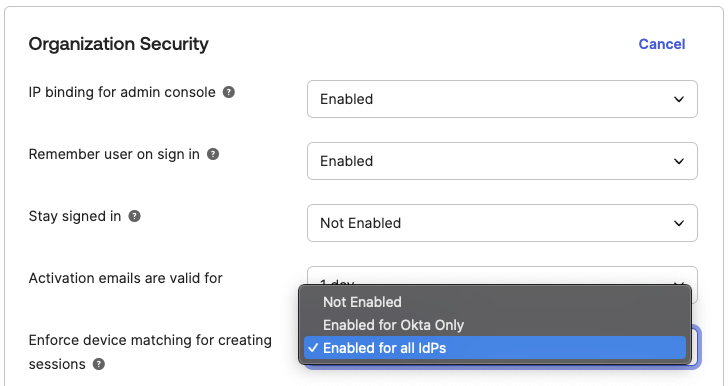 Organization Security
Cancel
IP binding for admin console
Enabled
Remember user on sign in
Enabled
Stay signed in
Not Enabled
Activation emails are valid for
1 day
Not Enabled
Enabled for Okta Only
Enforce device matching for creating
sessions
✓ Enabled for all IdPs